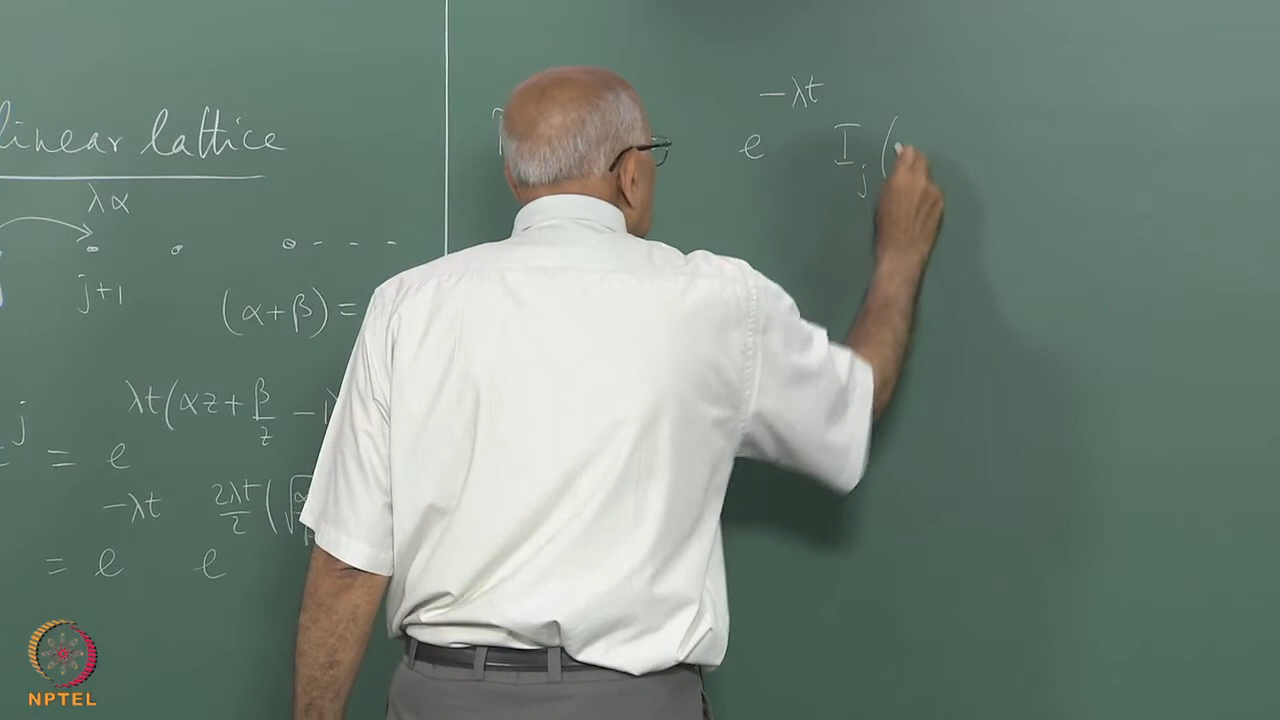 linear lattice
λα
j+1
(α+β)=
j = e^{λt(αz+β/z −1)}
= e^{−λt} e^{2λt/2 (√α
e^{−λt} I_j (
NPTEL